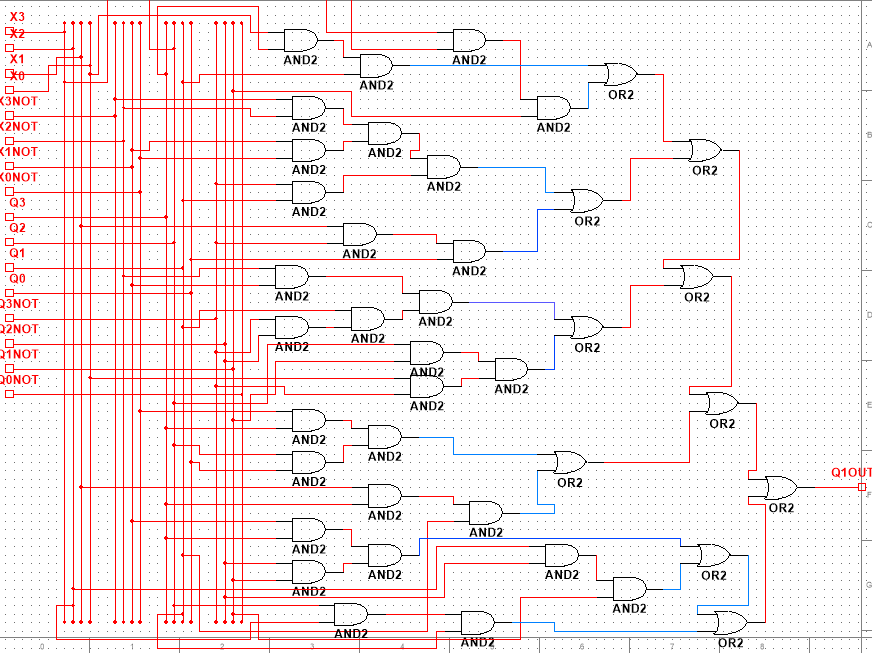 X3
X2
X1
X0
X3NOT
X2NOT
X1NOT
X0NOT
Q3
Q2
Q1
Q0
Q3NOT
Q2NOT
Q1NOT
Q0NOT
AND2
AND2
AND2
AND2
OR2
AND2
AND2
AND2
AND2
AND2
OR2
AND2
OR2
AND2
AND2
AND2
OR2
AND2
AND2
AND2
OR2
AND2
AND2
AND2
OR2
AND2
AND2
AND2
OR2
AND2
AND2
Q1OUT
OR2
AND2
AND2
AND2
AND2
OR2
AND2
AND2
AND2
OR2
A
B
C
D
E
F
G
0
1
2
3
4
5
6
7
8